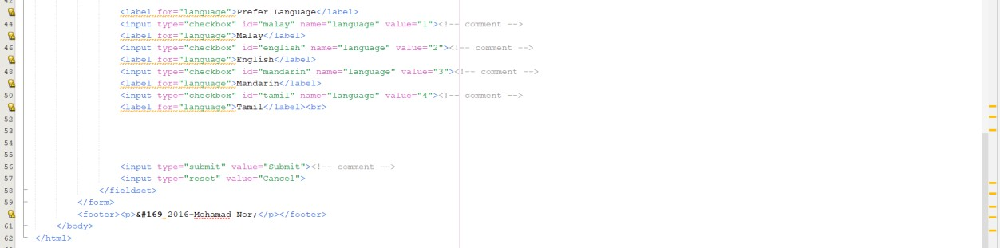 42
<label for="language">Prefer Language</label>
44 <input type="checkbox" id="malay" name="language" value="1"><!-- comment -->
<label for="language">Malay</label>
46 <input type="checkbox" id="english" name="language" value="2"><!-- comment -->
<label for="language">English</label>
48 <input type="checkbox" id="mandarin" name="language" value="3"><!-- comment -->
<label for="language">Mandarin</label>
50 <input type="checkbox" id="tamil" name="language" value="4"><!-- comment -->
<label for="language">Tamil</label><br>
52
53
54
55
56 <input type="submit" value="Submit"><!-- comment -->
57 <input type="reset" value="Cancel">
58 </fieldset>
59 </form>
<footer><p>&#169 2016-Mohamad Nor;</p></footer>
61 </body>
62 </html>